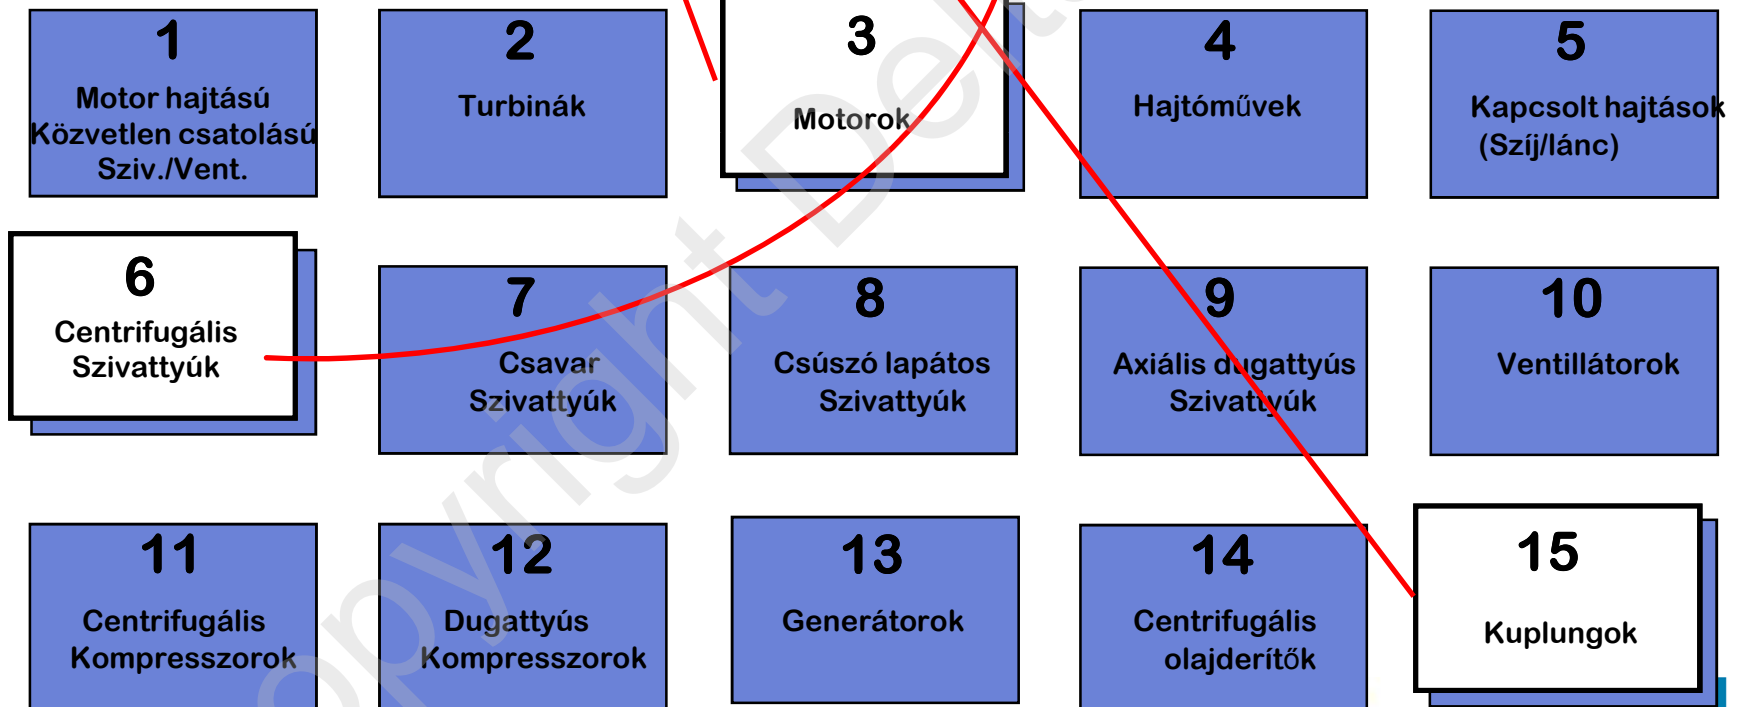 1
Motor hajtású
Közvetlen csatolású
Sziv./Vent.
2
Turbinák
3
Motorok
4
Hajtóművek
5
Kapcsolt hajtások
(Szíj/lánc)
6
Centrifugális
Szivattyúk
7
Csavar
Szivattyúk
8
Csúszó lapátos
Szivattyúk
9
Axiális dugattyús
Szivattyúk
10
Ventillátorok
11
Centrifugális
Kompresszorok
12
Dugattyús
Kompresszorok
13
Generátorok
14
Centrifugális
olajderítők
15
Kuplungok